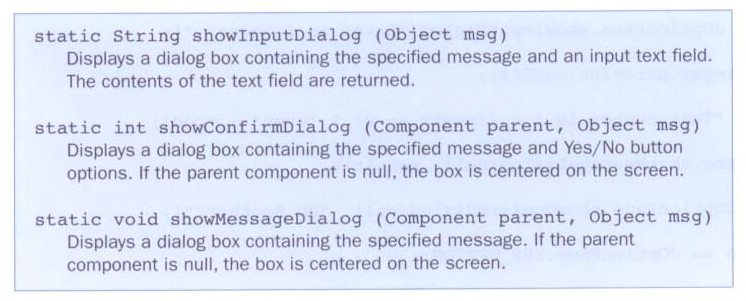 static String showInputDialog (Object msg)
Displays a dialog box containing the specified message and an input text field.
The contents of the text field are returned.
static int showConfirmDialog (Component parent, Object msg)
Displays a dialog box containing the specified message and Yes/No button
options. If the parent component is null, the box is centered on the screen.
static void showMessageDialog (Component parent, Object msg)
Displays a dialog box containing the specified message. If the parent
component is null, the box is centered on the screen.